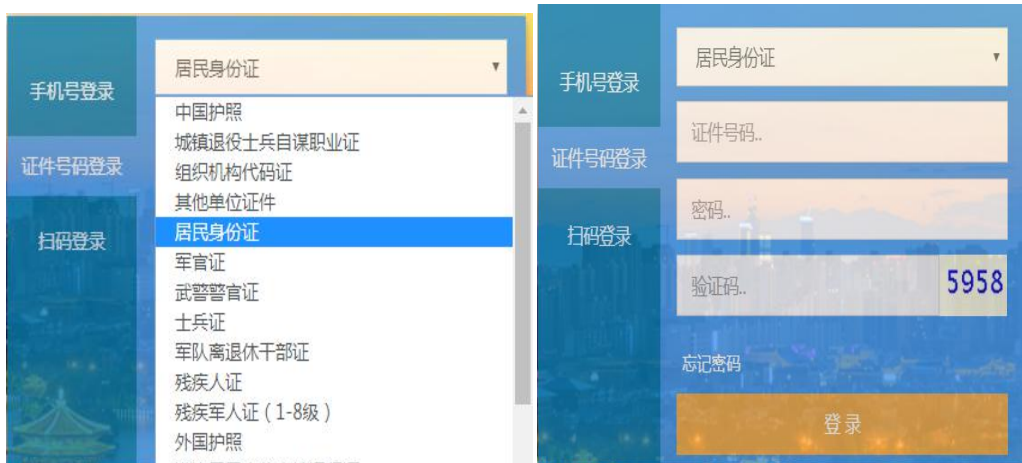 手机号登录
证件号码登录
扫码登录
居民身份证
中国护照
城镇退役士兵自谋职业证
组织机构代码证
其他单位证件
居民身份证
军官证
武警警官证
士兵证
军队离退休干部证
残疾人证
残疾军人证（1-8级）
外国护照
手机号登录
证件号码登录
扫码登录
居民身份证
证件号码..
密码..
验证码..
5958
忘记密码
登录